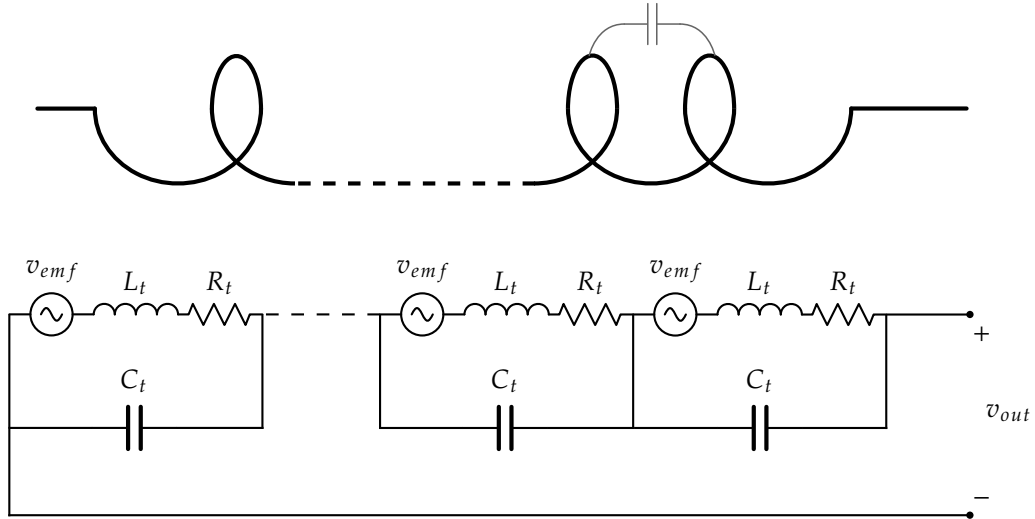 v_emf v_emf v_emf
L_t R_t L_t R_t L_t R_t
+
C_t C_t C_t
v_out
−